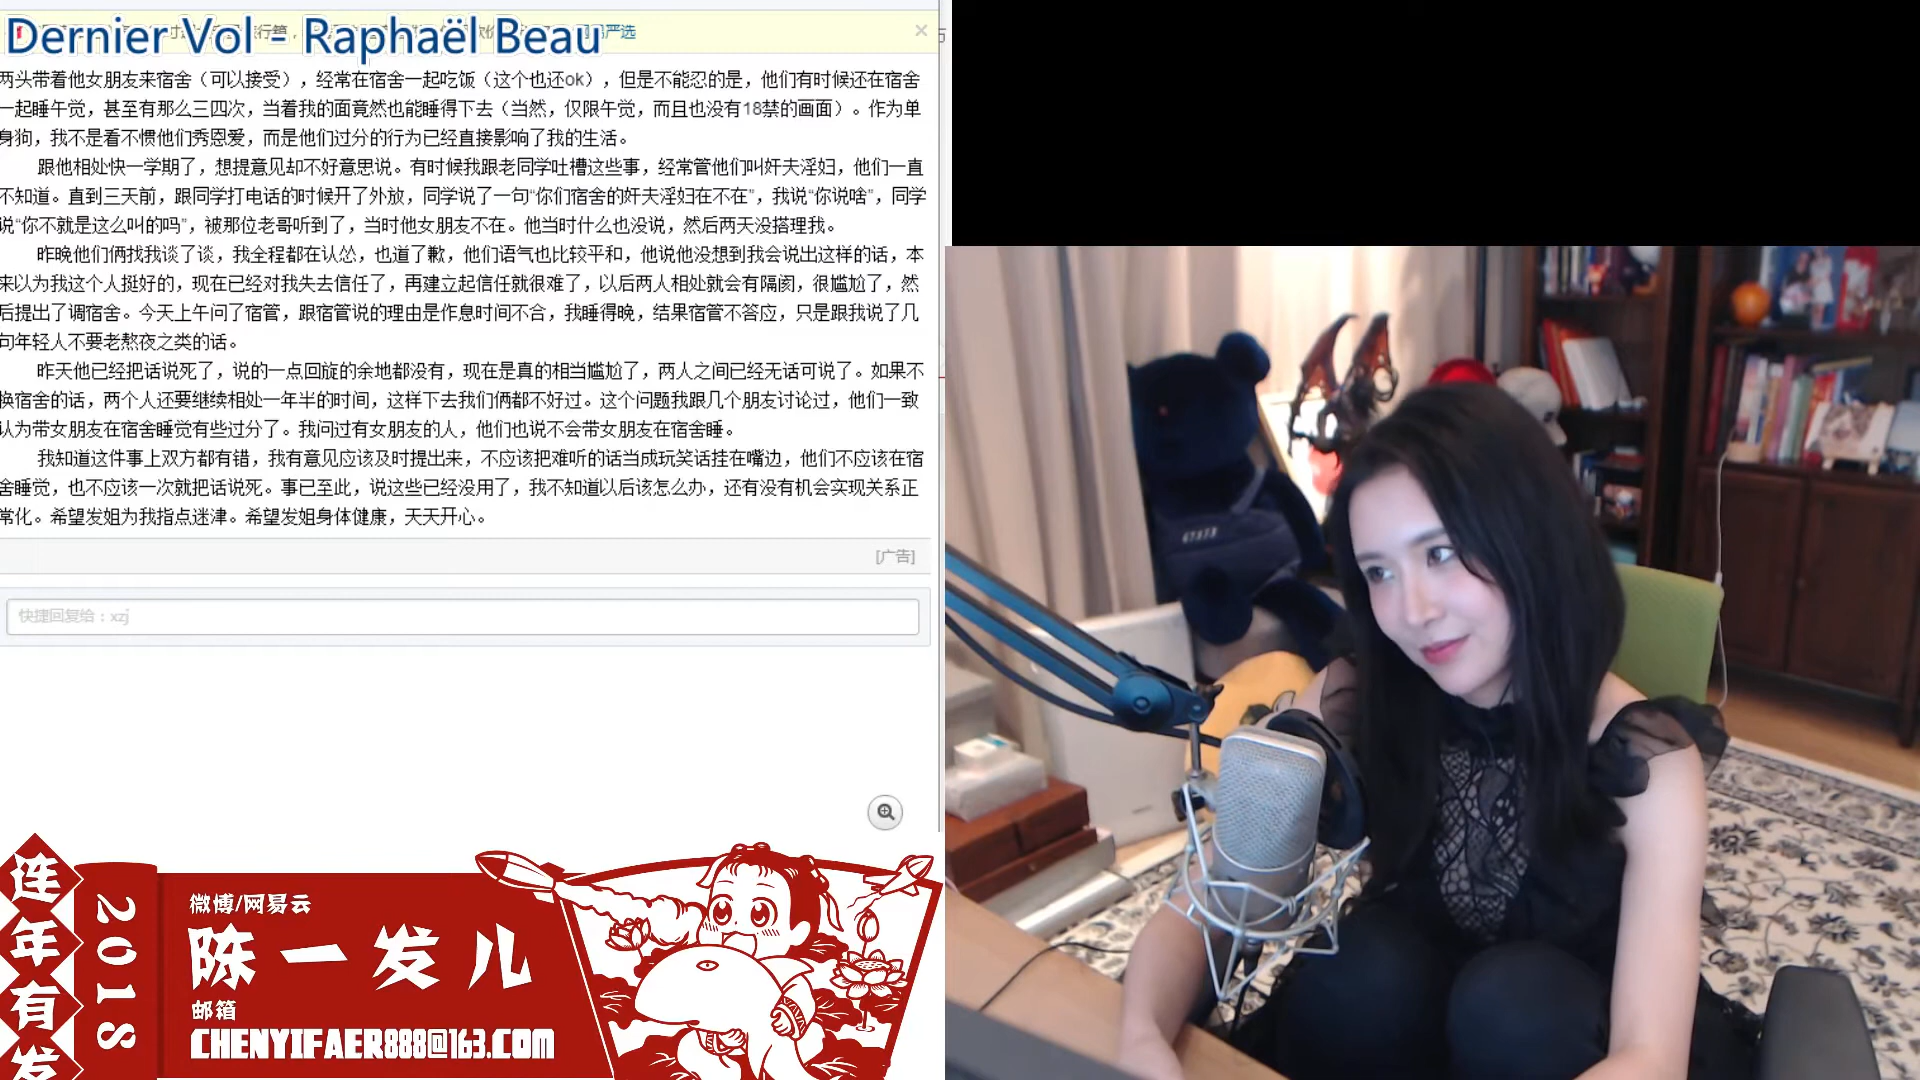 Dernier Vol - Raphaël Beau
严选
两头带着他女朋友来宿舍（可以接受），经常在宿舍一起吃饭（这个也还ok），但是不能忍的是，他们有时候还在宿舍
一起睡午觉，甚至有那么三四次，当着我的面竟然也能睡得下去（当然，仅限午觉，而且也没有18禁的画面）。作为单
身狗，我不是看不惯他们秀恩爱，而是他们过分的行为已经直接影响了我的生活。
跟他相处快一学期了，想提意见却不好意思说。有时候我跟老同学吐槽这些事，经常管他们叫奸夫淫妇，他们一直
不知道。直到三天前，跟同学打电话的时候开了外放，同学说了一句“你们宿舍的奸夫淫妇在不在”，我说“你说啥”，同学
说“你不就是这么叫的吗”，被那位老哥听到了，当时他女朋友不在。他当时什么也没说，然后两天没搭理我。
昨晚他们俩找我谈了谈，我全程都在认怂，也道了歉，他们语气也比较平和，他说他没想到我会说出这样的话，本
来以为我这个人挺好的，现在已经对我失去信任了，再建立起信任就很难了，以后两人相处就会有隔阂，很尴尬了，然
后提出了调宿舍。今天上午问了宿管，跟宿管说的理由是作息时间不合，我睡得晚，结果宿管不答应，只是跟我说了几
句年轻人不要老熬夜之类的话。
昨天他已经把话说死了，说的一点回旋的余地都没有，现在是真的相当尴尬了，两人之间已经无话可说了。如果不
换宿舍的话，两个人还要继续相处一年半的时间，这样下去我们俩都不好过。这个问题我跟几个朋友讨论过，他们一致
认为带女朋友在宿舍睡觉有些过分了。我问过有女朋友的人，他们也说不会带女朋友在宿舍睡。
我知道这件事上双方都有错，我有意见应该及时提出来，不应该把难听的话当成玩笑话挂在嘴边，他们不应该在宿
舍睡觉，也不应该一次就把话说死。事已至此，说这些已经没用了，我不知道以后该怎么办，还有没有机会实现关系正
常化。希望发姐为我指点迷津。希望发姐身体健康，天天开心。
[广告]
快捷回复给：xzj
连年有发
2018
微博/网易云
陈一发儿
邮箱
CHENYIFAER888@163.COM